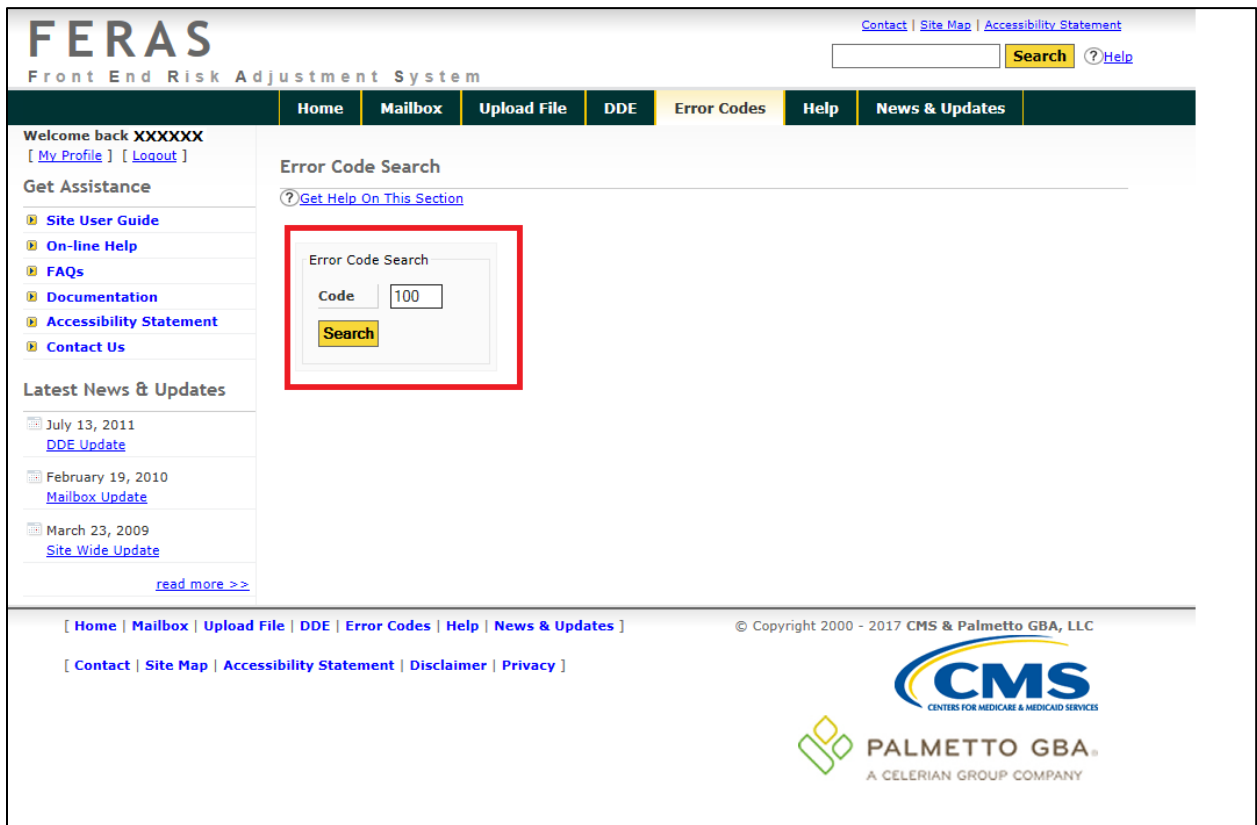 FERAS
Front End Risk Adjustment System
Contact | Site Map | Accessibility Statement
Search ?Help
Home Mailbox Upload File DDE Error Codes Help News & Updates
Welcome back XXXXXX
[ My Profile ] [ Logout ]
Get Assistance
Site User Guide
On-line Help
FAQs
Documentation
Accessibility Statement
Contact Us
Latest News & Updates
July 13, 2011
DDE Update
February 19, 2010
Mailbox Update
March 23, 2009
Site Wide Update
read more >>
Error Code Search
?Get Help On This Section
Error Code Search
Code 100
Search
[ Home | Mailbox | Upload File | DDE | Error Codes | Help | News & Updates ]
[ Contact | Site Map | Accessibility Statement | Disclaimer | Privacy ]
© Copyright 2000 - 2017 CMS & Palmetto GBA, LLC
CMS
CENTERS FOR MEDICARE & MEDICAID SERVICES
PALMETTO GBA®
A CELERIAN GROUP COMPANY